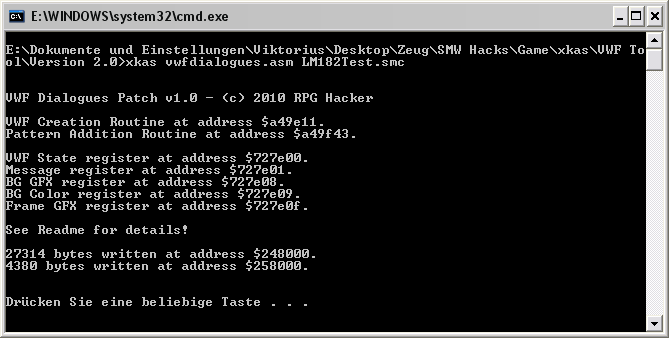 E:\WINDOWS\system32\cmd.exe
E:\Dokumente und Einstellungen\Viktorius\Desktop\Zeug\SMW Hacks\Game\xkas\VWF To
ol\Version 2.0>xkas vwfdialogues.asm LM182Test.smc
VWF Dialogues Patch v1.0 - (c) 2010 RPG Hacker
VWF Creation Routine at address $a49e11.
Pattern Addition Routine at address $a49f43.
VWF State register at address $727e00.
Message register at address $727e01.
BG GFX register at address $727e08.
BG Color register at address $727e09.
Frame GFX register at address $727e0f.
See Readme for details!
27314 bytes written at address $248000.
4380 bytes written at address $258000.
Drücken Sie eine beliebige Taste . . .